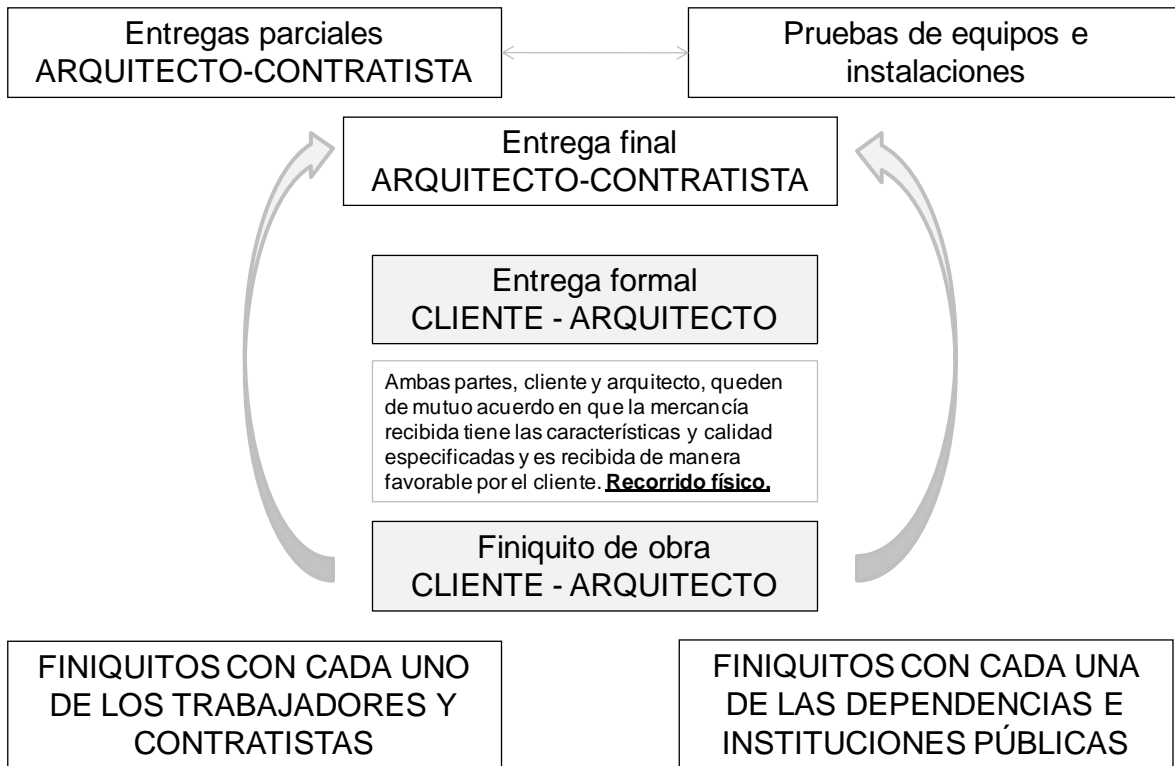 Entregas parciales
ARQUITECTO-CONTRATISTA
Pruebas de equipos e
instalaciones
Entrega final
ARQUITECTO-CONTRATISTA
Entrega formal
CLIENTE - ARQUITECTO
Ambas partes, cliente y arquitecto, queden
de mutuo acuerdo en que la mercancía
recibida tiene las características y calidad
especificadas y es recibida de manera
favorable por el cliente. Recorrido físico.
Finiquito de obra
CLIENTE - ARQUITECTO
FINIQUITOS CON CADA UNO
DE LOS TRABAJADORES Y
CONTRATISTAS
FINIQUITOS CON CADA UNA
DE LAS DEPENDENCIAS E
INSTITUCIONES PÚBLICAS